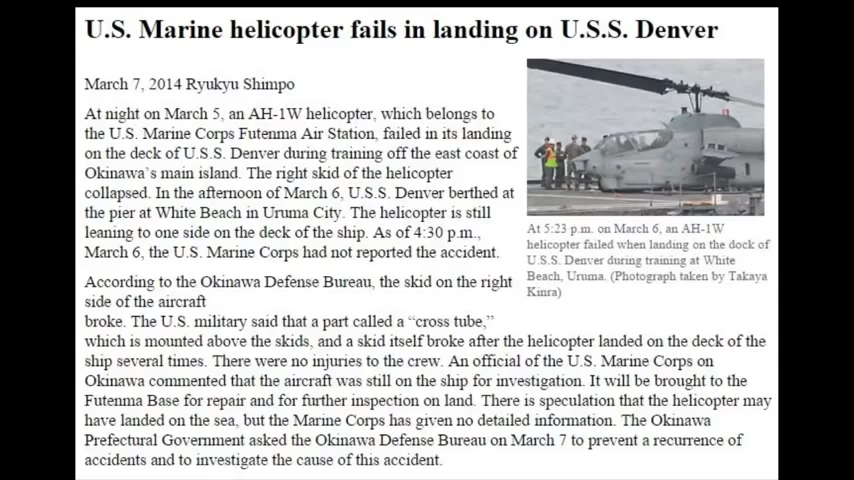 U.S. Marine helicopter fails in landing on U.S.S. Denver
March 7, 2014 Ryukyu Shimpo
At night on March 5, an AH-1W helicopter, which belongs to
the U.S. Marine Corps Futenma Air Station, failed in its landing
on the deck of U.S.S. Denver during training off the east coast of
Okinawa's main island. The right skid of the helicopter
collapsed. In the afternoon of March 6, U.S.S. Denver berthed at
the pier at White Beach in Uruma City. The helicopter is still
leaning to one side on the deck of the ship. As of 4:30 p.m.,
March 6, the U.S. Marine Corps had not reported the accident.
At 5:23 p.m. on March 6, an AH-1W
helicopter failed when landing on the dock of
U.S.S. Denver during training at White
Beach, Uruma. (Photograph taken by Takaya
Kinra)
According to the Okinawa Defense Bureau, the skid on the right
side of the aircraft
broke. The U.S. military said that a part called a “cross tube,”
which is mounted above the skids, and a skid itself broke after the helicopter landed on the deck of the
ship several times. There were no injuries to the crew. An official of the U.S. Marine Corps on
Okinawa commented that the aircraft was still on the ship for investigation. It will be brought to the
Futenma Base for repair and for further inspection on land. There is speculation that the helicopter may
have landed on the sea, but the Marine Corps has given no detailed information. The Okinawa
Prefectural Government asked the Okinawa Defense Bureau on March 7 to prevent a recurrence of
accidents and to investigate the cause of this accident.